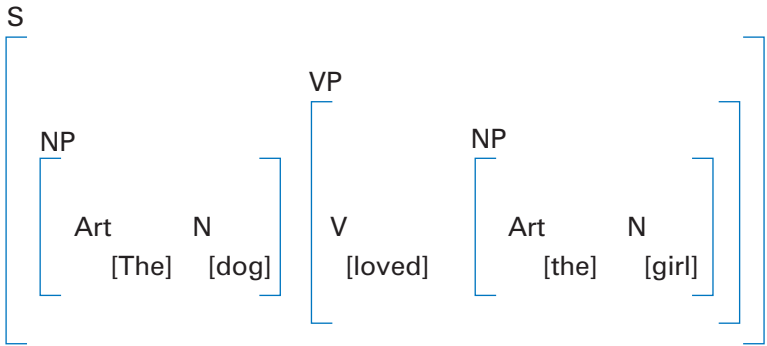 S
VP
NP NP
Art N V Art N
[The] [dog] [loved] [the] [girl]